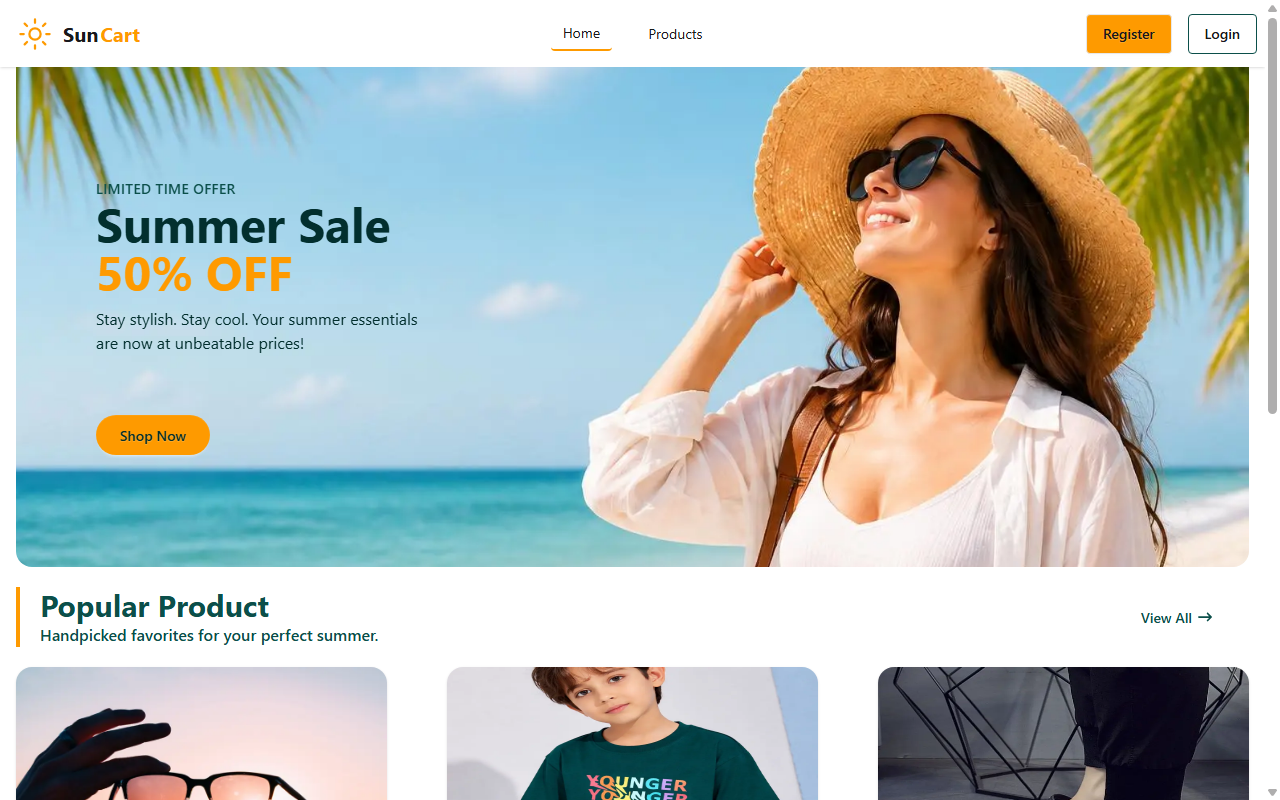 SunCart
Home
Products
Register
Login
LIMITED TIME OFFER
Summer Sale
50% OFF
Stay stylish. Stay cool. Your summer essentials
are now at unbeatable prices!
Shop Now
Popular Product
Handpicked favorites for your perfect summer.
View All →
YOUNGER
YOUNGER